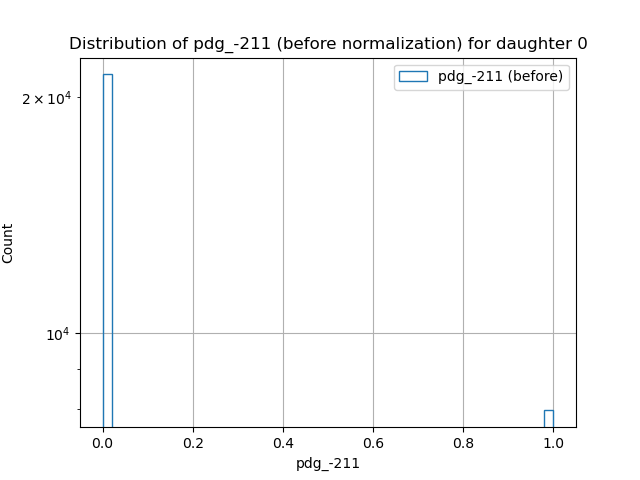 Distribution of pdg_-211 (before normalization) for daughter 0
pdg_-211 (before)
2 × 10⁴
10⁴
Count
0.0 0.2 0.4 0.6 0.8 1.0
pdg_-211